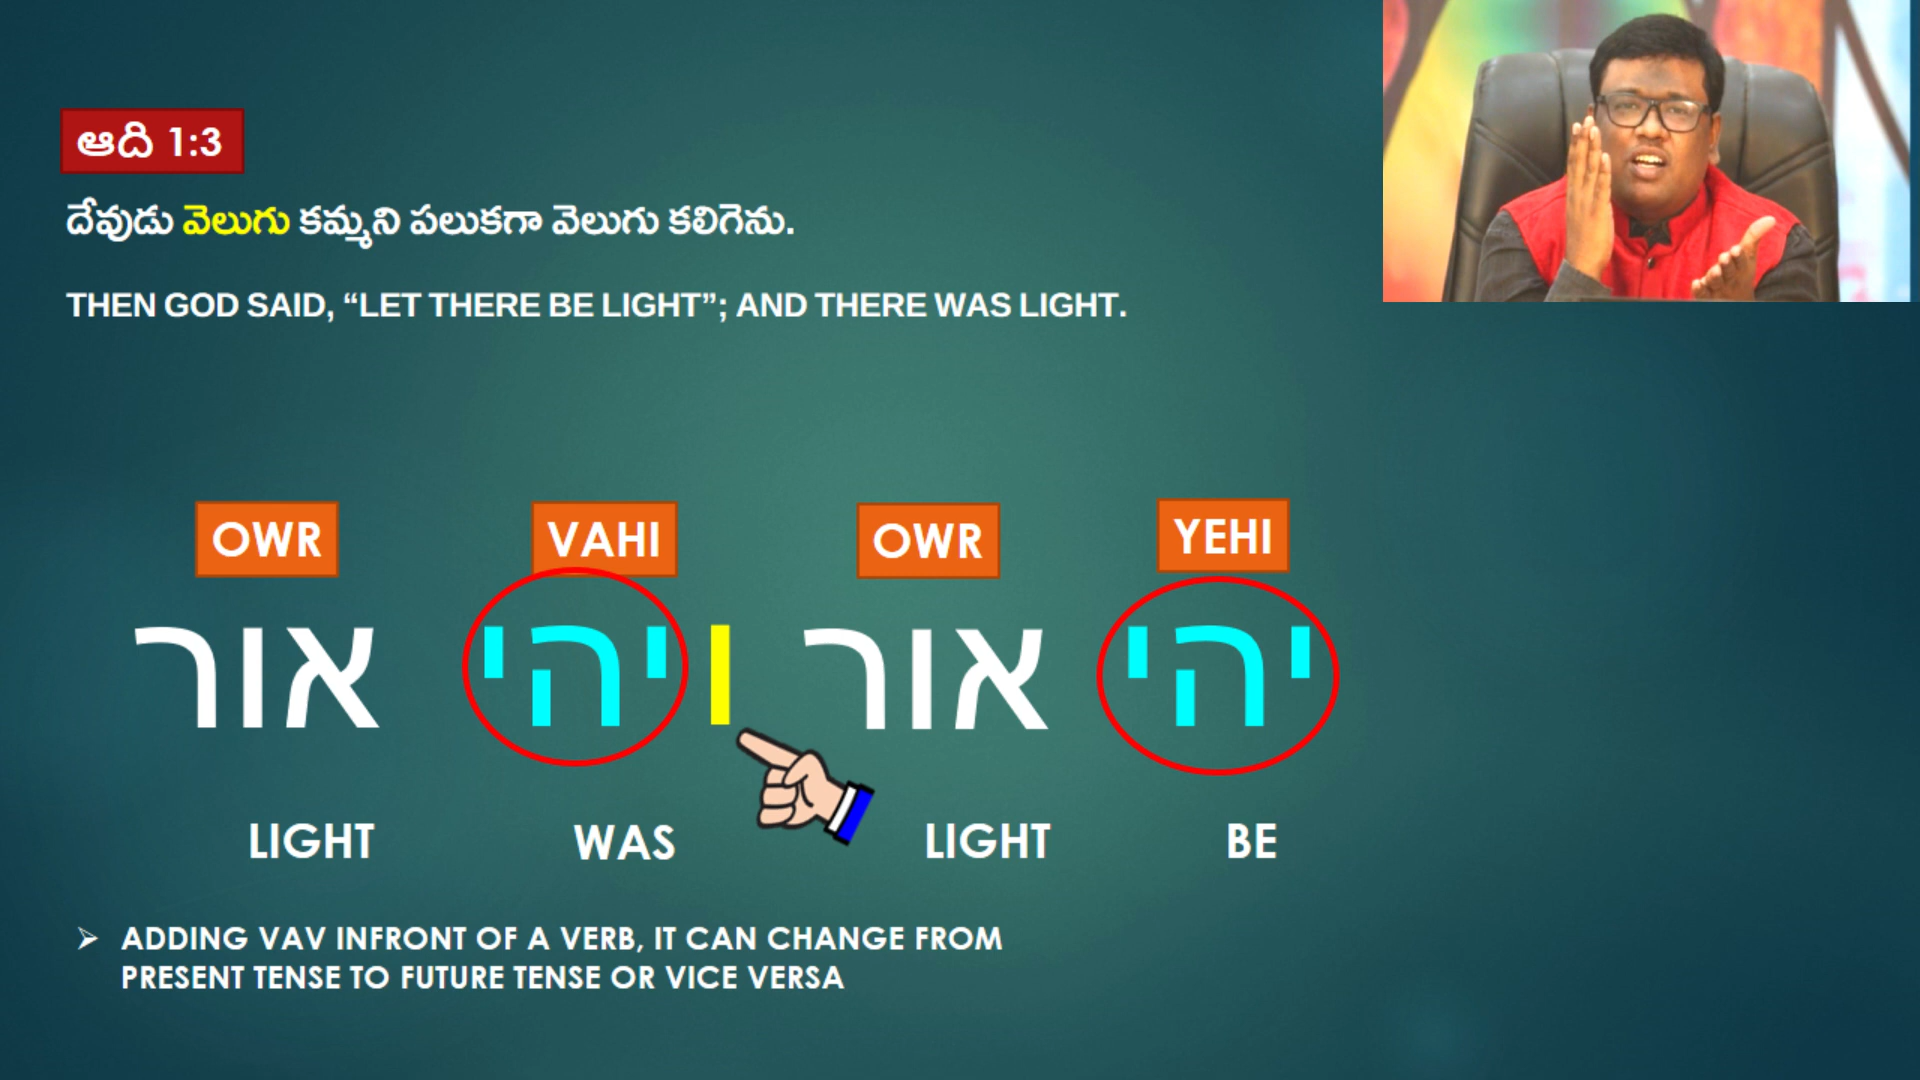 ఆది 1:3
దేవుడు వెలుగు కమ్మని పలుకగా వెలుగు కలిగెను.
THEN GOD SAID, “LET THERE BE LIGHT”; AND THERE WAS LIGHT.
OWR VAHI OWR YEHI
יהי אור ויהי אור
LIGHT WAS LIGHT BE
➢ ADDING VAV INFRONT OF A VERB, IT CAN CHANGE FROM
PRESENT TENSE TO FUTURE TENSE OR VICE VERSA